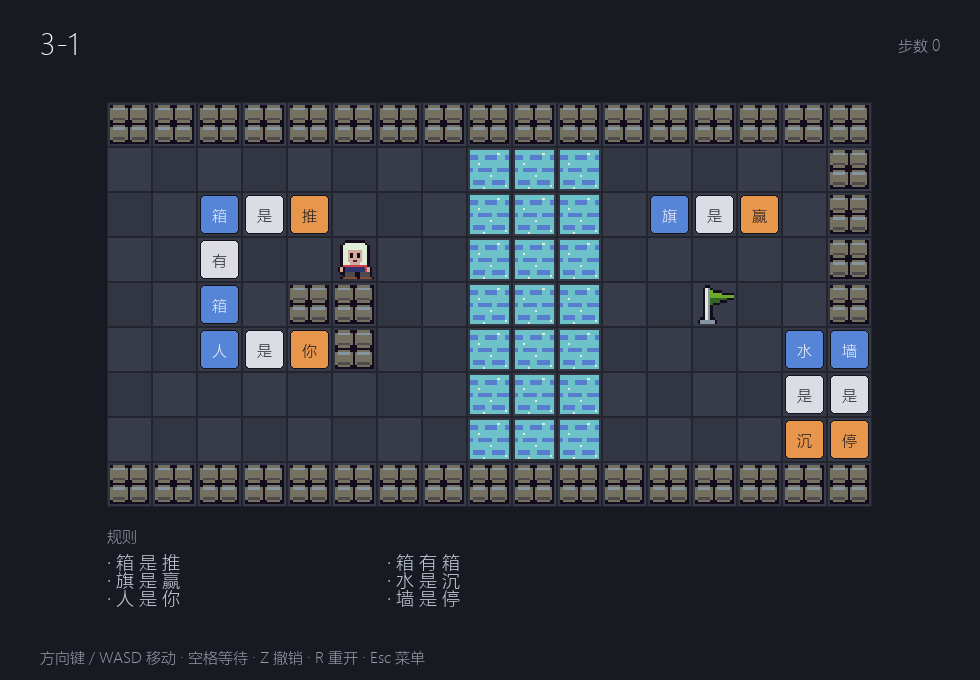 3-1
步数 0
箱 是 推
旗 是 赢
有
箱
人 是 你
水 墙
是 是
沉 停
规则
· 箱 是 推
· 箱 有 箱
· 旗 是 赢
· 水 是 沉
· 人 是 你
· 墙 是 停
方向键 / WASD 移动 · 空格等待 · Z 撤销 · R 重开 · Esc 菜单